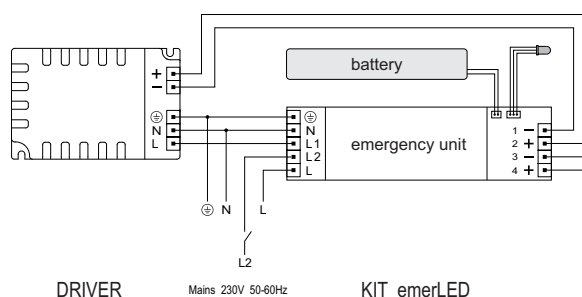 +
−
battery
⏚
N
L
⏚
N
L1
L2
L
emergency unit
1 −
2 +
3 −
4 +
⏚ N L
L2
DRIVER
Mains 230V 50-60Hz
KIT emerLED